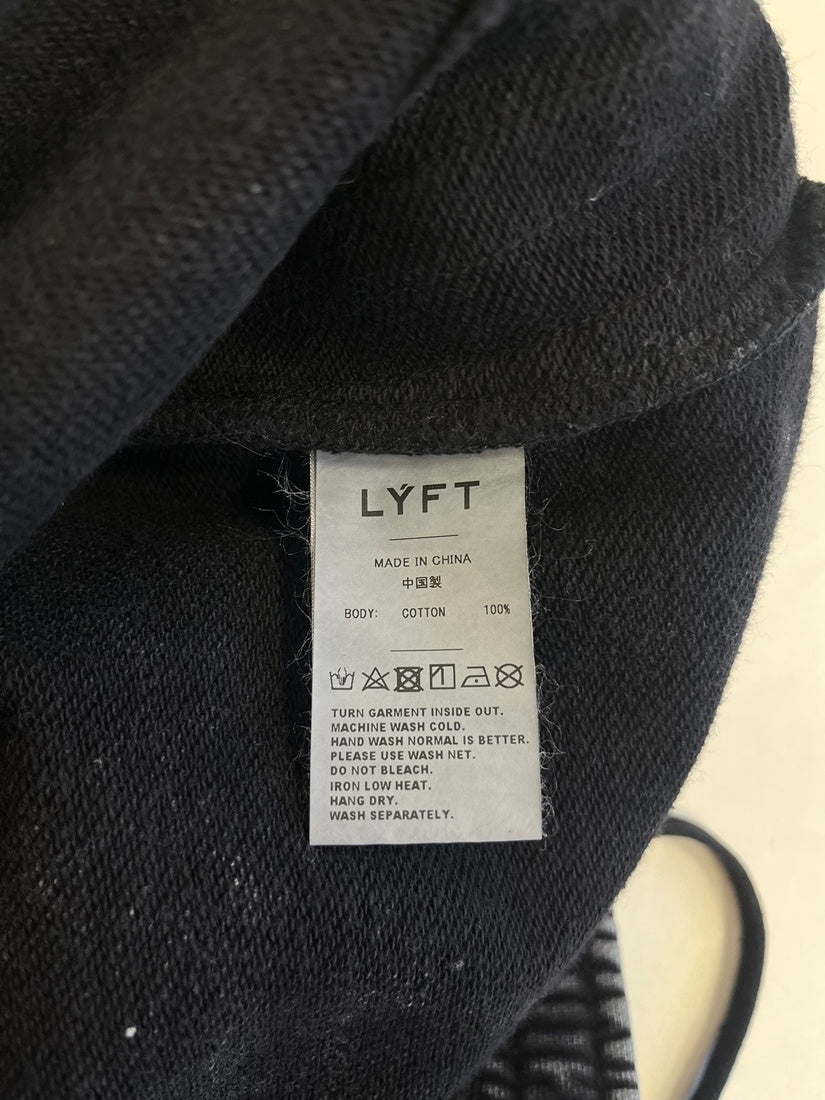 LÝFT
MADE IN CHINA
中国製
BODY: COTTON 100%
TURN GARMENT INSIDE OUT.
MACHINE WASH COLD.
HAND WASH NORMAL IS BETTER.
PLEASE USE WASH NET.
DO NOT BLEACH.
IRON LOW HEAT.
HANG DRY.
WASH SEPARATELY.